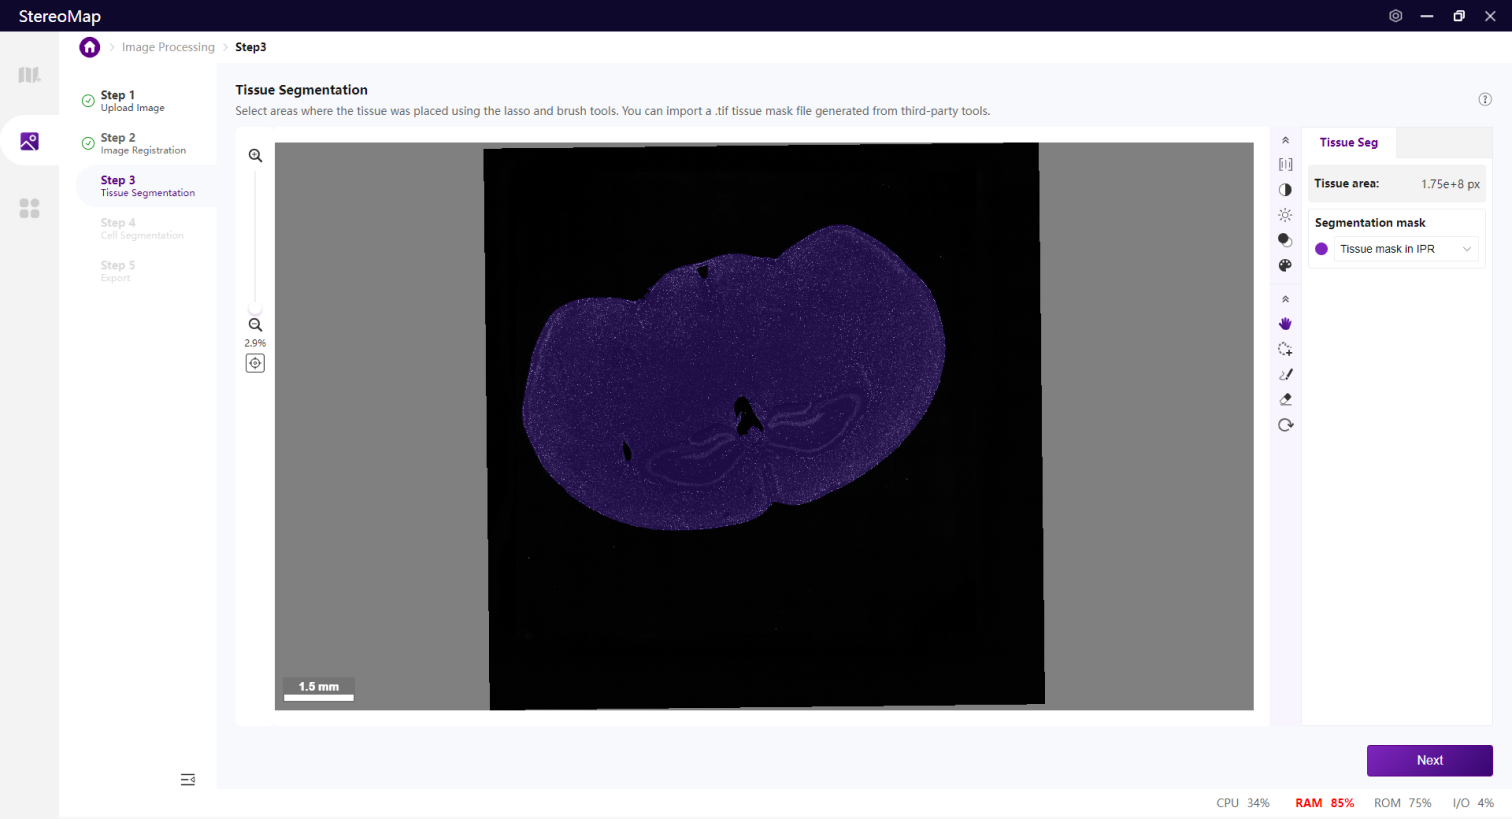 StereoMap
Image Processing
Step3
Step 1
Upload Image
Step 2
Image Registration
Step 3
Tissue Segmentation
Step 4
Cell Segmentation
Step 5
Export
Tissue Segmentation
Select areas where the tissue was placed using the lasso and brush tools. You can import a .tif tissue mask file generated from third-party tools.
2.9%
1.5 mm
Tissue Seg
Tissue area: 1.75e+8 px
Segmentation mask
Tissue mask in IPR
Next
CPU 34% RAM 85% ROM 75% I/O 4%